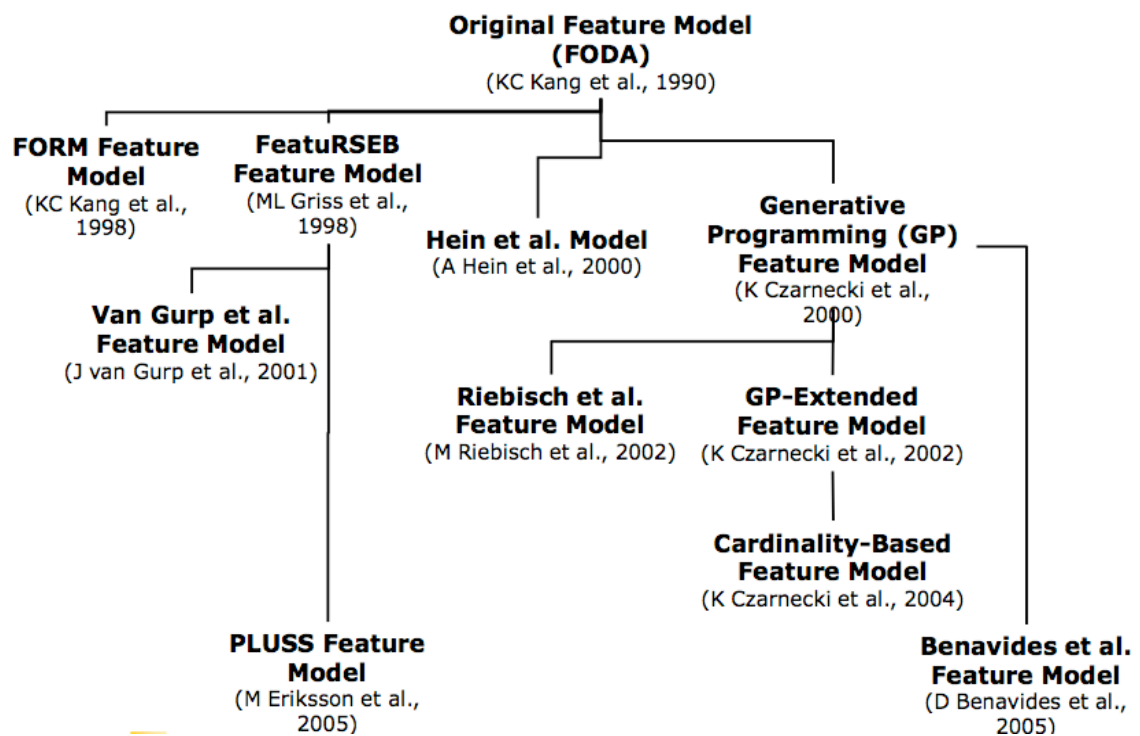 Original Feature Model
(FODA)
(KC Kang et al., 1990)
FORM Feature
Model
(KC Kang et al.,
1998)
FeatuRSEB
Feature Model
(ML Griss et al.,
1998)
Hein et al. Model
(A Hein et al., 2000)
Generative
Programming (GP)
Feature Model
(K Czarnecki et al.,
2000)
Van Gurp et al.
Feature Model
(J van Gurp et al., 2001)
Riebisch et al.
Feature Model
(M Riebisch et al., 2002)
GP-Extended
Feature Model
(K Czarnecki et al., 2002)
Cardinality-Based
Feature Model
(K Czarnecki et al., 2004)
PLUSS Feature
Model
(M Eriksson et al.,
2005)
Benavides et al.
Feature Model
(D Benavides et al.,
2005)